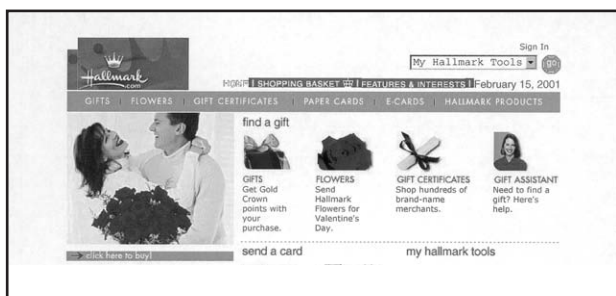 Hallmark
.com
Sign In
My Hallmark Tools go
HOME | SHOPPING BASKET | FEATURES & INTERESTS | February 15, 2001
GIFTS | FLOWERS | GIFT CERTIFICATES | PAPER CARDS | E-CARDS | HALLMARK PRODUCTS
find a gift
GIFTS
Get Gold
Crown
points with
your
purchase.
FLOWERS
Send
Hallmark
Flowers for
Valentine's
Day.
GIFT CERTIFICATES
Shop hundreds of
brand-name
merchants.
GIFT ASSISTANT
Need to find a
gift? Here's
help.
click here to buy!
send a card
my hallmark tools